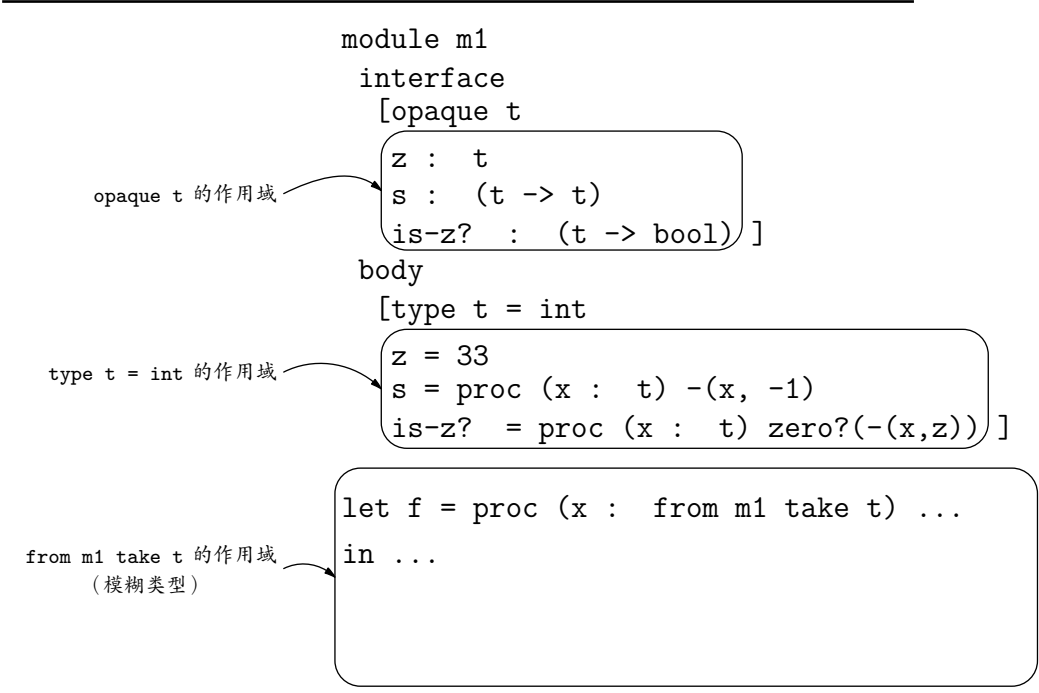 module m1
interface
[opaque t
z : t
s : (t -> t)
is-z? : (t -> bool) ]
opaque t 的作用域
body
[type t = int
z = 33
s = proc (x : t) -(x, -1)
is-z? = proc (x : t) zero?(-(x,z)) ]
type t = int 的作用域
let f = proc (x : from m1 take t) ...
in ...
from m1 take t 的作用域
（模糊类型）